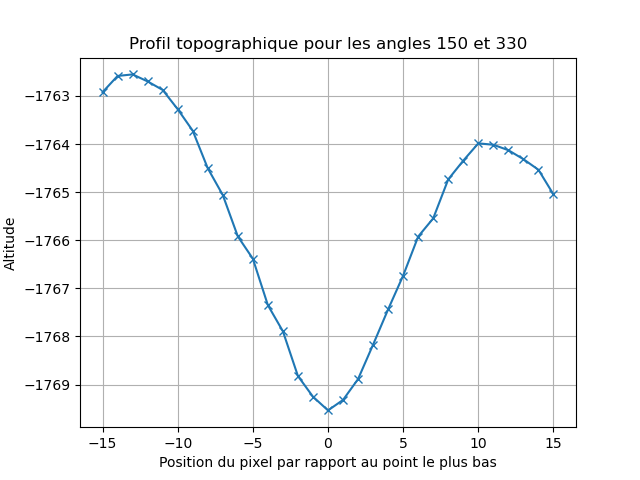 Profil topographique pour les angles 150 et 330
−1763
−1764
−1765
−1766
−1767
−1768
−1769
Altitude
−15 −10 −5 0 5 10 15
Position du pixel par rapport au point le plus bas